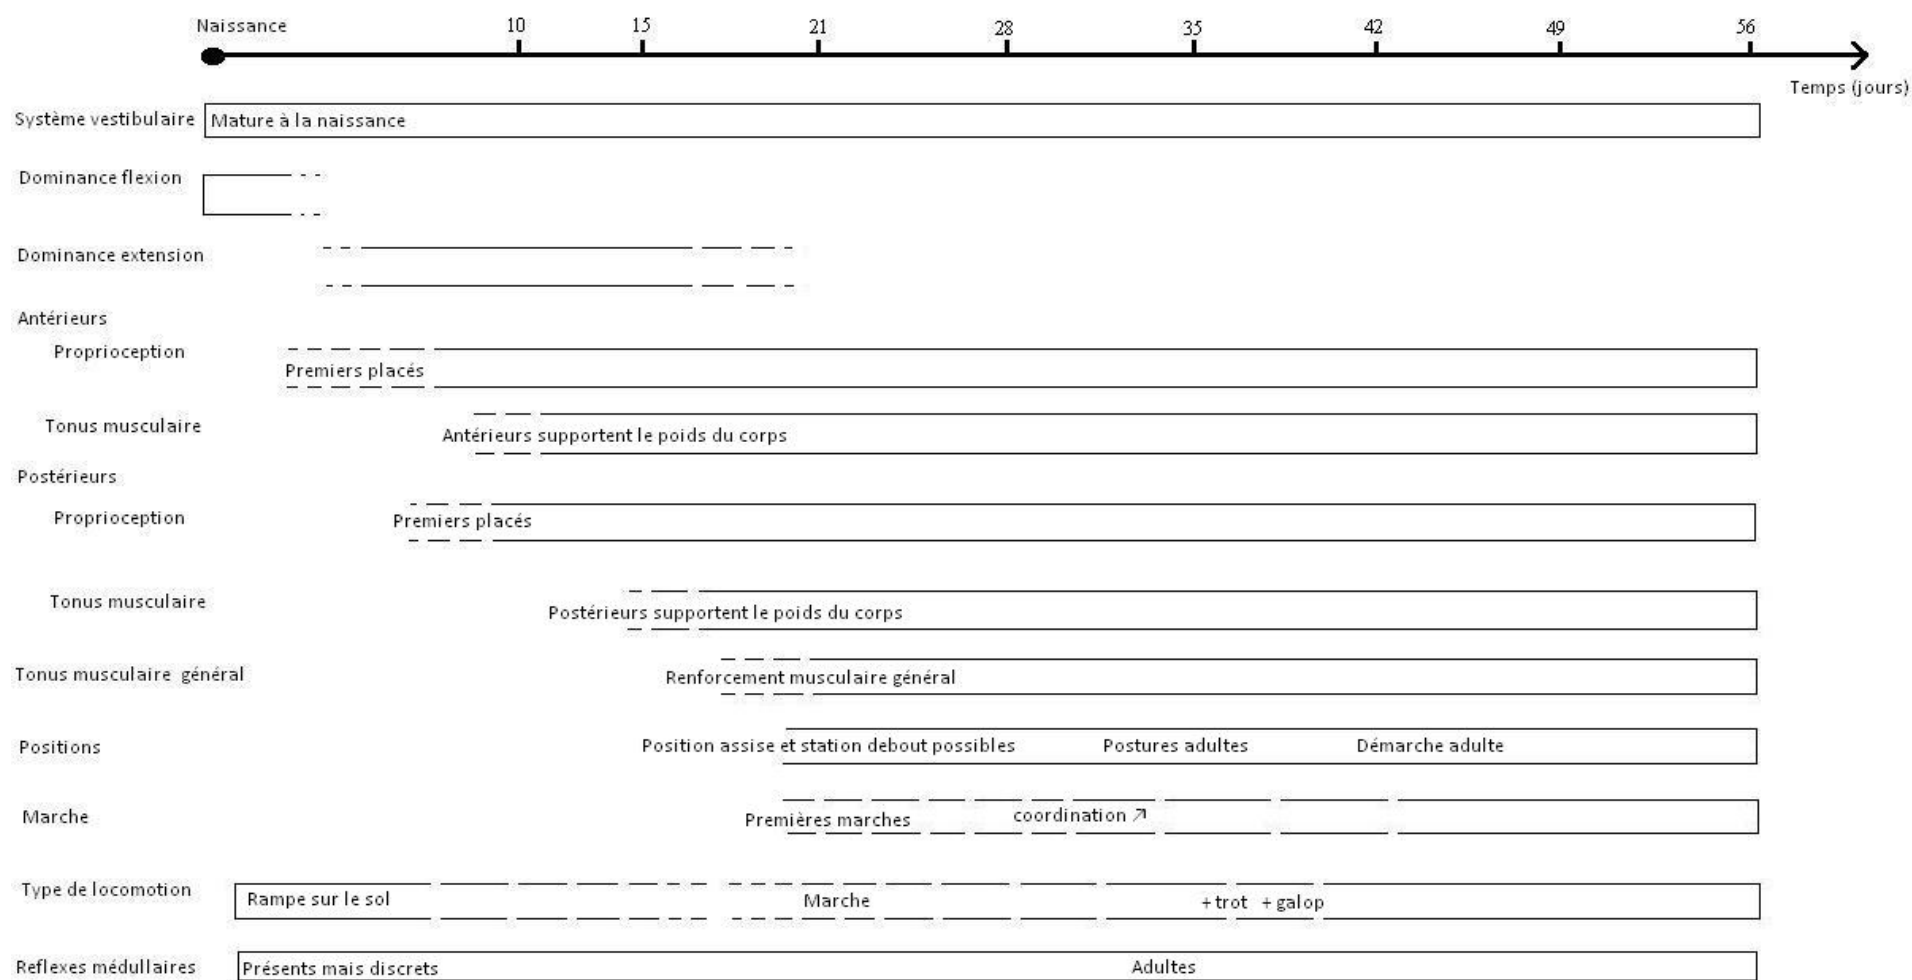 Naissance 10 15 21 28 35 42 49 56
Temps (jours)
Système vestibulaire Mature à la naissance
Dominance flexion
Dominance extension
Antérieurs
Proprioception
Premiers placés
Tonus musculaire
Antérieurs supportent le poids du corps
Postérieurs
Proprioception Premiers placés
Tonus musculaire
Postérieurs supportent le poids du corps
Tonus musculaire général Renforcement musculaire général
Positions Position assise et station debout possibles Postures adultes Démarche adulte
Marche Premières marches coordination ↗
Type de locomotion Rampe sur le sol Marche + trot + galop
Reflexes médullaires Présents mais discrets Adultes